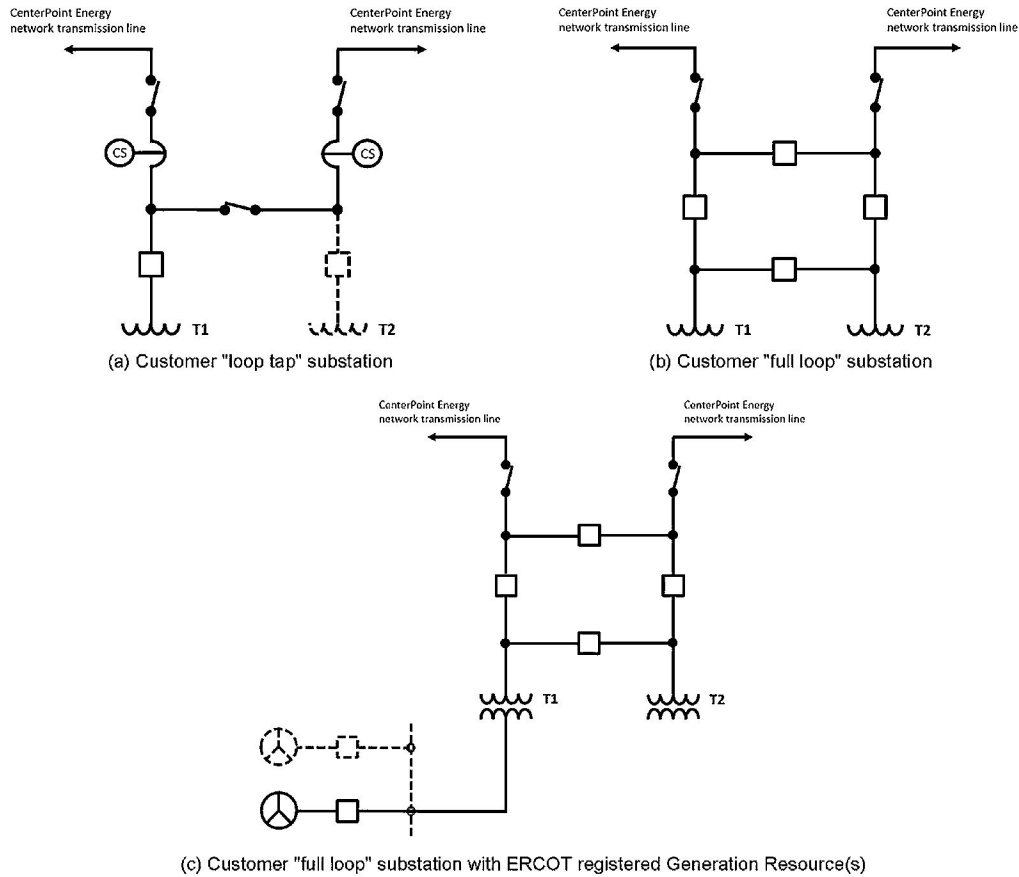 CenterPoint Energy
network transmission line
CenterPoint Energy
network transmission line
CenterPoint Energy
network transmission line
CenterPoint Energy
network transmission line
CS
CS
T1
T2
T1
T2
(a) Customer "loop tap" substation
(b) Customer "full loop" substation
CenterPoint Energy
network transmission line
CenterPoint Energy
network transmission line
T1
T2
(c) Customer "full loop" substation with ERCOT registered Generation Resource(s)